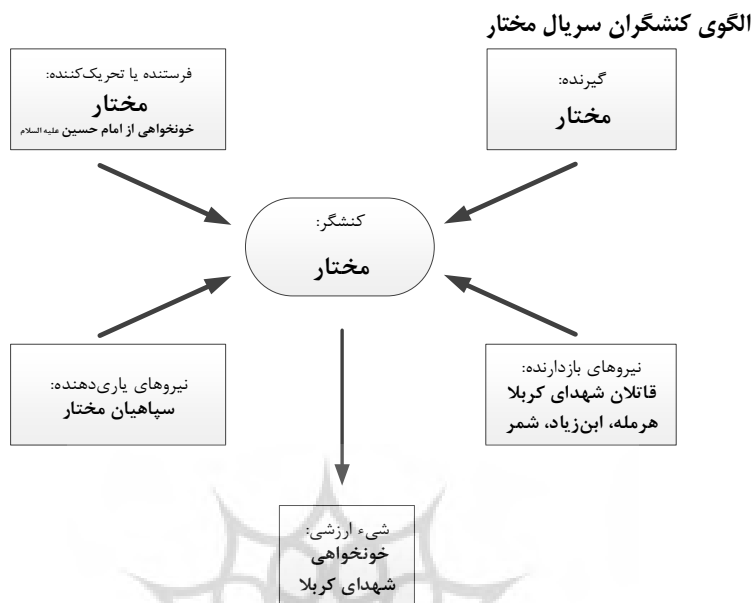 الگوی کنشگران سریال مختار
گیرنده:
مختار
فرستنده یا تحریک‌کننده:
مختار
خونخواهی از امام حسین علیه السلام
کنشگر:
مختار
نیروهای بازدارنده:
قاتلان شهدای کربلا
هرمله، ابن‌زیاد، شمر
نیروهای یاری‌دهنده:
سپاهیان مختار
شیء ارزشی:
خونخواهی
شهدای کربلا